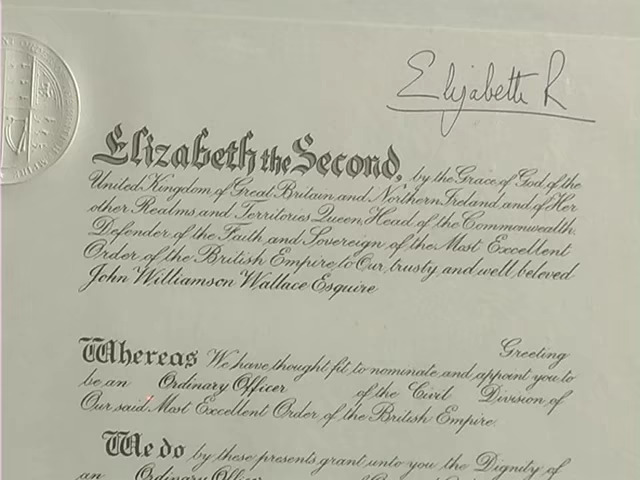 Elizabeth R
Elizabeth the Second, by the Grace of God, of the
United Kingdom of Great Britain and Northern Ireland and of Her
other Realms and Territories Queen, Head of the Commonwealth,
Defender of the Faith and Sovereign of the Most Excellent
Order of the British Empire to Our trusty and well beloved
John Williamson Wallace Esquire
Greeting
Whereas We have thought fit to nominate and appoint you to
be an Ordinary Officer of the Civil Division of
Our said Most Excellent Order of the British Empire.
We do by these presents grant unto you the Dignity of
an Ordinary Officer